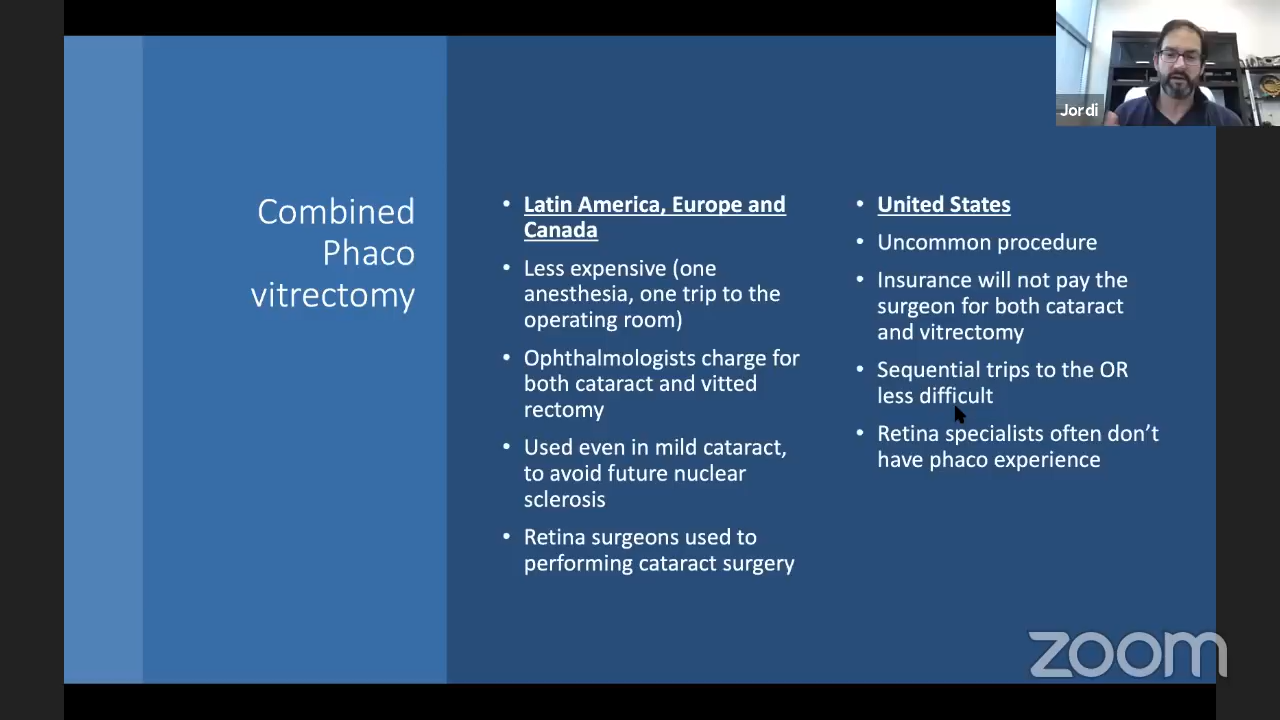 Jordi
Combined
Phaco
vitrectomy
• Latin America, Europe and
Canada
• Less expensive (one
anesthesia, one trip to the
operating room)
• Ophthalmologists charge for
both cataract and vitted
rectomy
• Used even in mild cataract,
to avoid future nuclear
sclerosis
• Retina surgeons used to
performing cataract surgery
• United States
• Uncommon procedure
• Insurance will not pay the
surgeon for both cataract
and vitrectomy
• Sequential trips to the OR
less difficult
• Retina specialists often don’t
have phaco experience
zoom